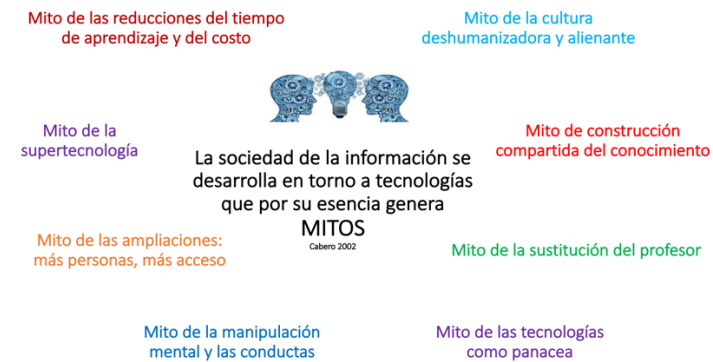 Mito de las reducciones del tiempo
de aprendizaje y del costo
Mito de la cultura
deshumanizadora y alienante
Mito de la
supertecnología
La sociedad de la información se
desarrolla en torno a tecnologías
que por su esencia genera
MITOS
Cabero 2002
Mito de construcción
compartida del conocimiento
Mito de las ampliaciones:
más personas, más acceso
Mito de la sustitución del profesor
Mito de la manipulación
mental y las conductas
Mito de las tecnologías
como panacea